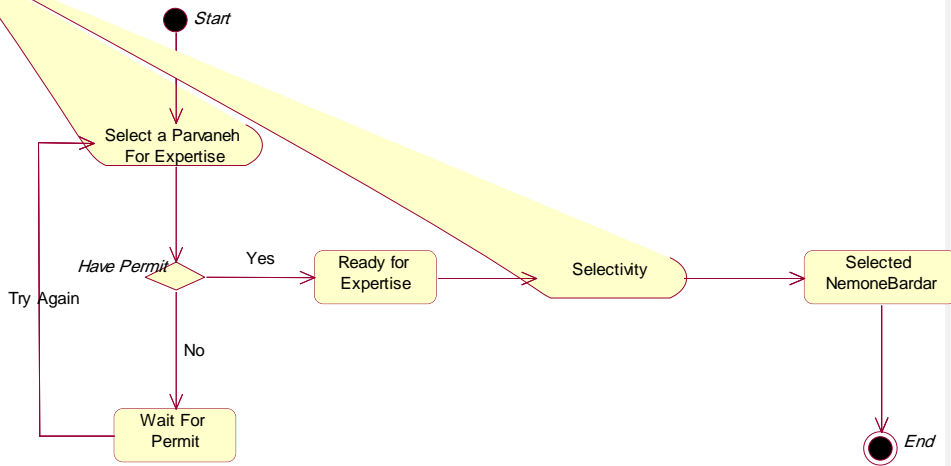 Start
Select a Parvaneh
For Expertise
Have Permit
Yes
Ready for
Expertise
Selectivity
Selected
NemoneBardar
Try Again
No
Wait For
Permit
End